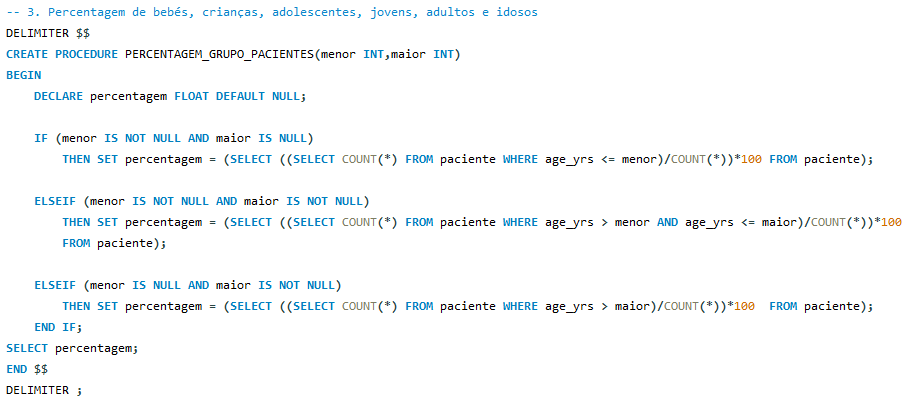 -- 3. Percentagem de bebés, crianças, adolescentes, jovens, adultos e idosos
DELIMITER $$
CREATE PROCEDURE PERCENTAGEM_GRUPO_PACIENTES(menor INT,maior INT)
BEGIN
    DECLARE percentagem FLOAT DEFAULT NULL;

    IF (menor IS NOT NULL AND maior IS NULL)
        THEN SET percentagem = (SELECT ((SELECT COUNT(*) FROM paciente WHERE age_yrs <= menor)/COUNT(*))*100 FROM paciente);

    ELSEIF (menor IS NOT NULL AND maior IS NOT NULL)
        THEN SET percentagem = (SELECT ((SELECT COUNT(*) FROM paciente WHERE age_yrs > menor AND age_yrs <= maior)/COUNT(*))*100
        FROM paciente);

    ELSEIF (menor IS NULL AND maior IS NOT NULL)
        THEN SET percentagem = (SELECT ((SELECT COUNT(*) FROM paciente WHERE age_yrs > maior)/COUNT(*))*100  FROM paciente);
    END IF;
SELECT percentagem;
END $$
DELIMITER ;